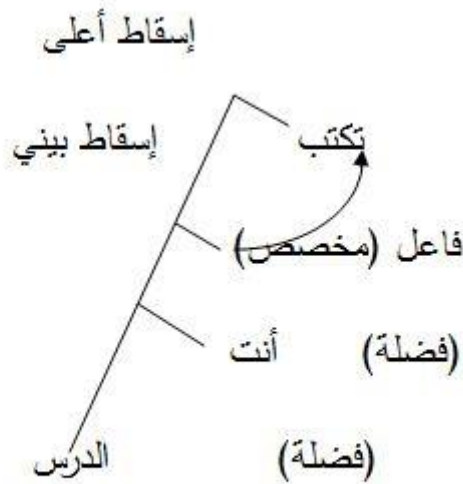 إسقاط أعلى
تكتب إسقاط بيني
فاعل (مخصص)
(فضلة) أنت
(فضلة) الدرس